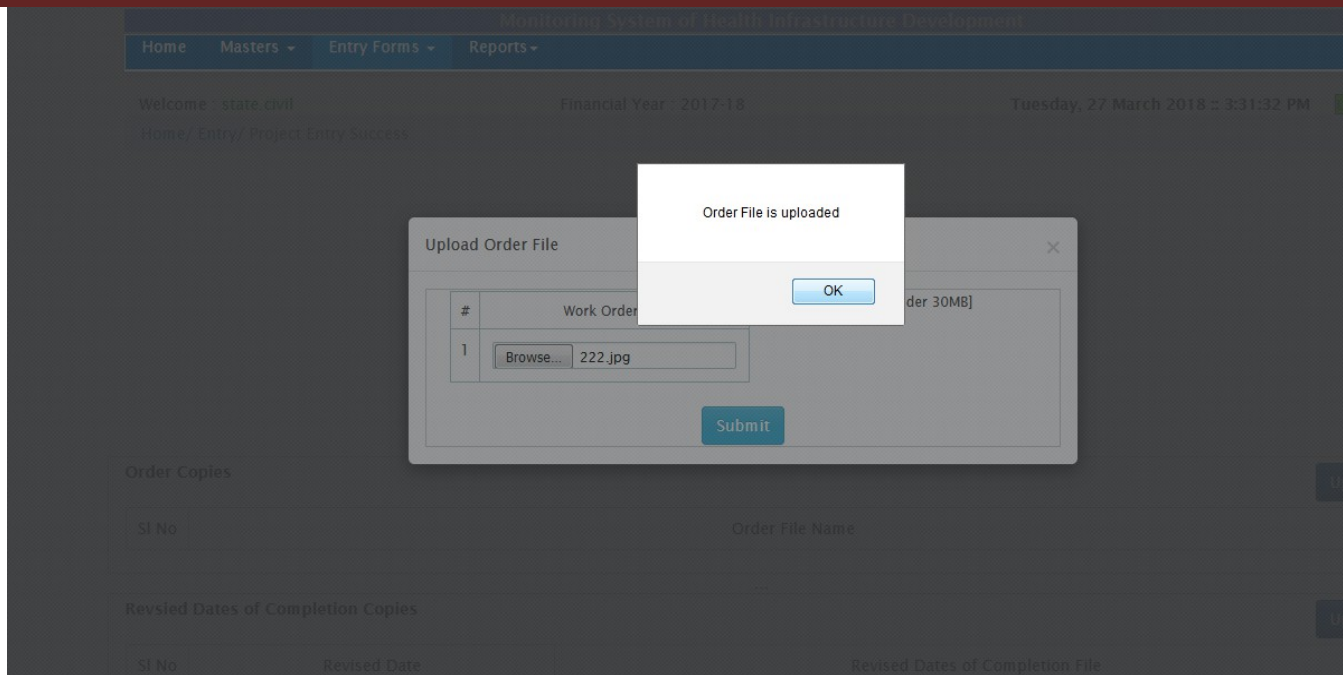 Monitoring System of Health Infrastructure Development
Home Masters Entry Forms Reports
Welcome : state.civil Financial Year : 2017-18 Tuesday, 27 March 2018 :: 3:31:32 PM
Home/ Entry/ Project Entry Success
Order File is uploaded
Upload Order File ×
OK
# Work Order der 30MB]
1 Browse... 222.jpg
Submit
Order Copies
Sl No Order File Name
...
Revsied Dates of Completion Copies
Sl No Revised Date Revised Dates of Completion File